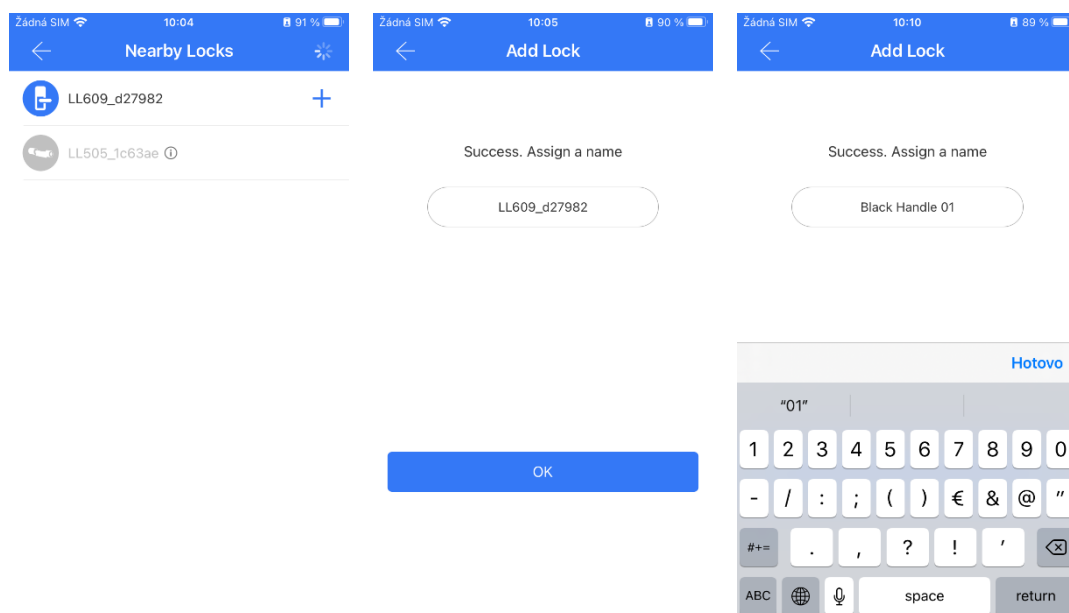 Žádná SIM 10:04 91 %
Nearby Locks
LL609_d27982
LL505_1c63ae
Žádná SIM 10:05 90 %
Add Lock
Success. Assign a name
LL609_d27982
OK
Žádná SIM 10:10 89 %
Add Lock
Success. Assign a name
Black Handle 01
Hotovo
"01"
1 2 3 4 5 6 7 8 9 0
- / : ; ( ) € & @ "
#+= . , ? ! '
ABC space return